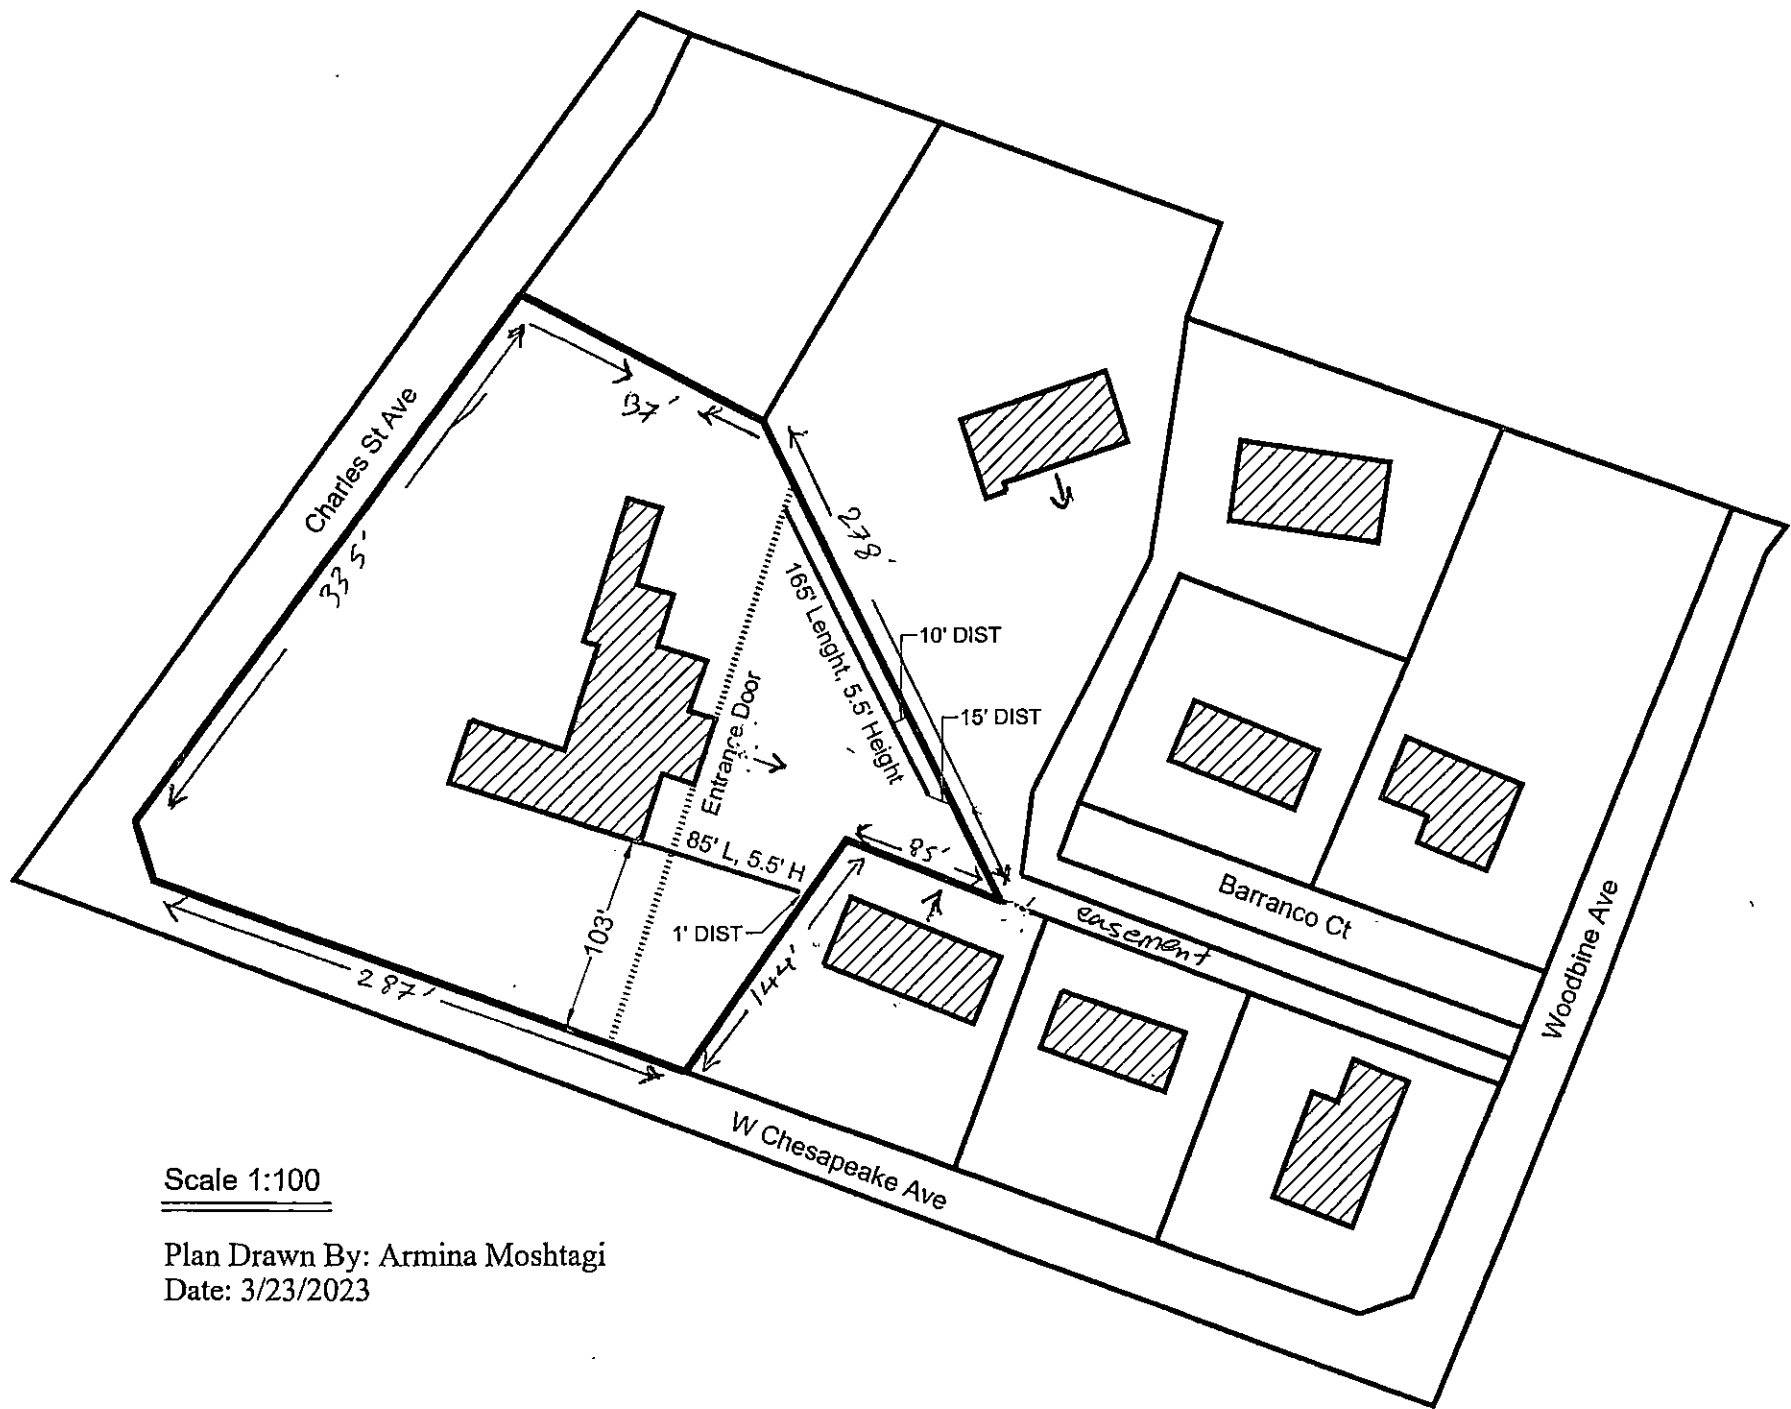 Charles St Ave
335'
137'
278'
165' Lenght, 5.5' Height
10' DIST
15' DIST
Entrance Door
85' L, 5.5' H
85'
1' DIST
103'
144'
287'
easement
Barranco Ct
Woodbine Ave
W Chesapeake Ave
Scale 1:100
Plan Drawn By: Armina Moshtagi
Date: 3/23/2023